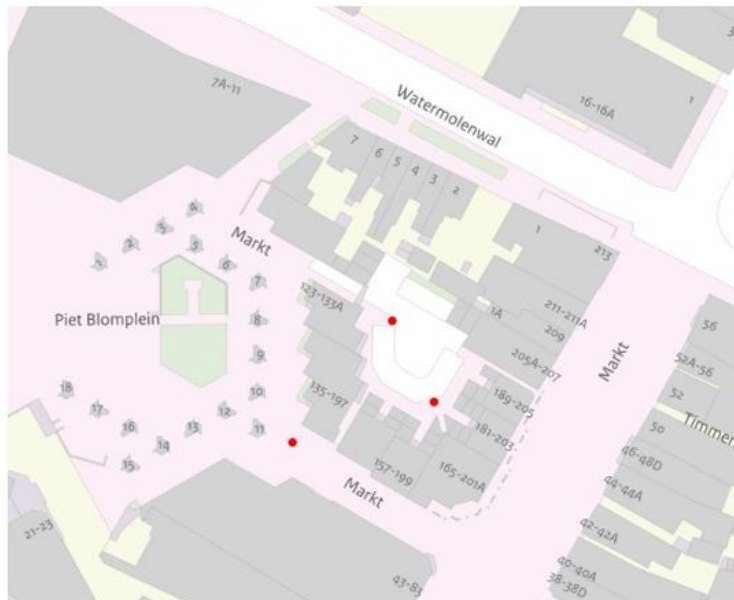 7A-11
Watermolenwal
16-16A
1
3
7
6
5
4
3
2
1
213
4
3
2
1
5
6
7
8
9
10
11
12
13
14
15
16
17
18
Markt
Piet Blomplein
123-133A
135-197
1A
211-211A
209
205A-207
189-205
181-203
165-201A
157-199
Markt
Markt
56
52A-56
52
50
Timmer
46-48D
44-44A
42-42A
40-40A
38-38D
21-23
43-83